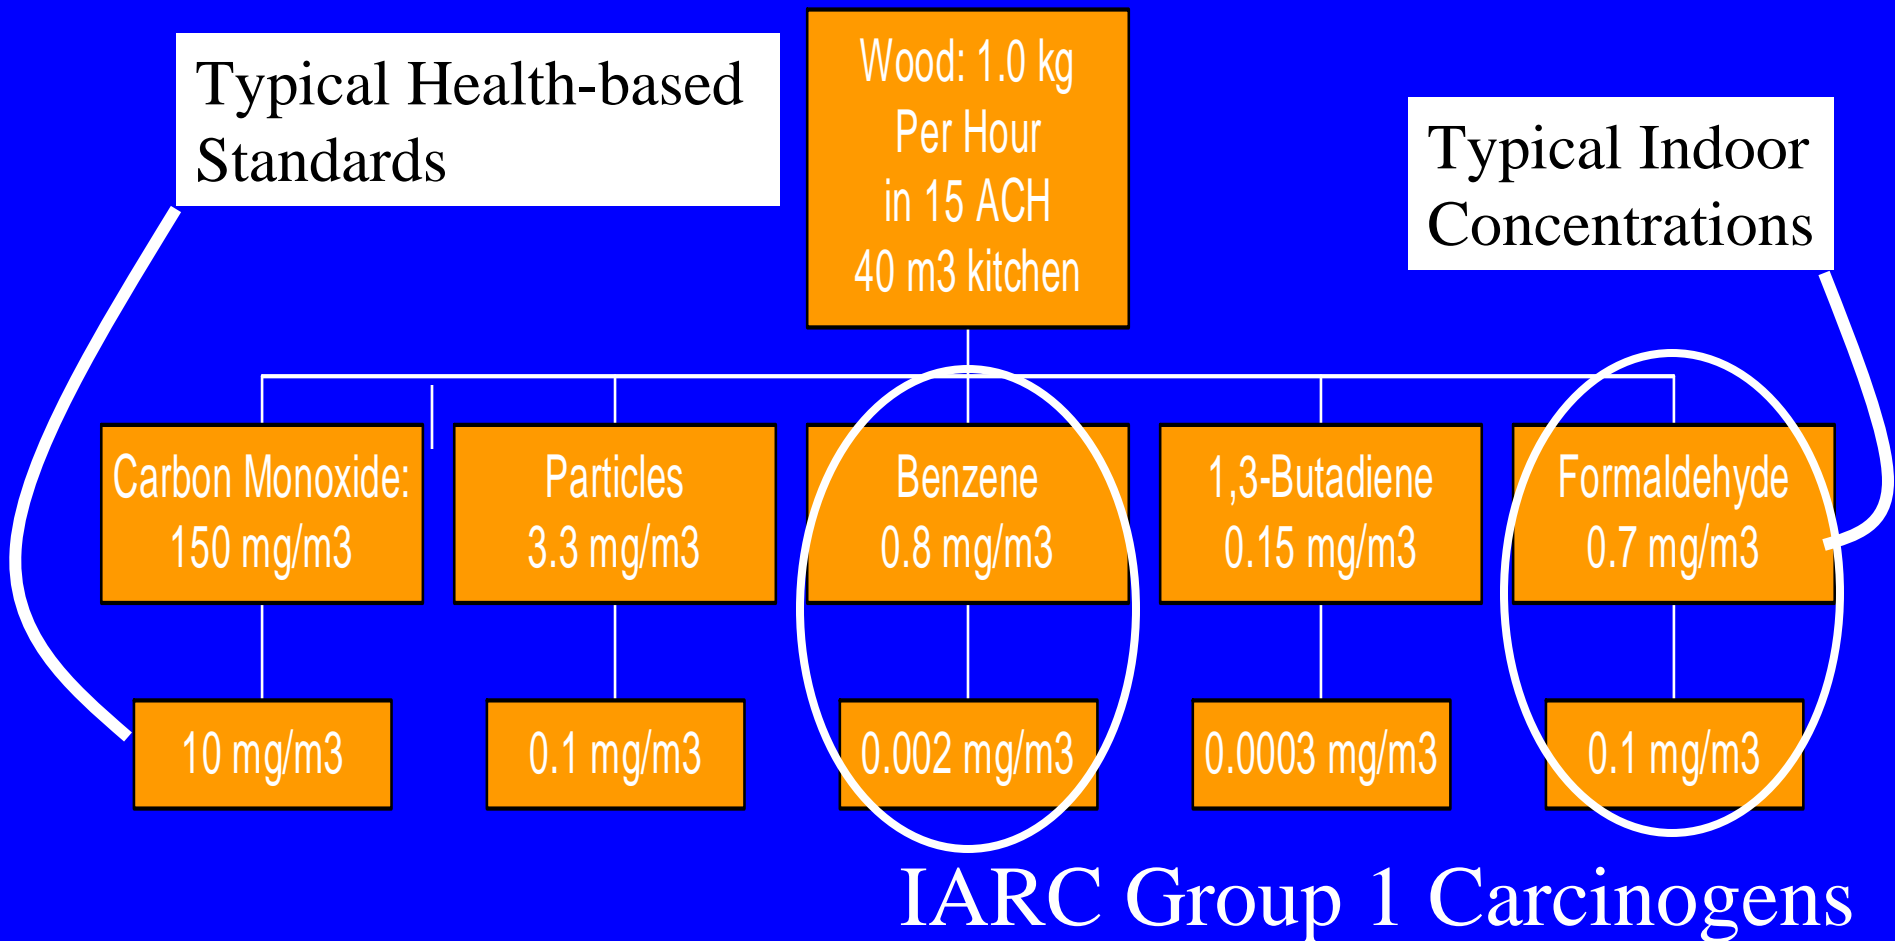 Typical Health-based
Standards
Wood: 1.0 kg
Per Hour
in 15 ACH
40 m3 kitchen
Typical Indoor
Concentrations
Carbon Monoxide:
150 mg/m3
Particles
3.3 mg/m3
Benzene
0.8 mg/m3
1,3-Butadiene
0.15 mg/m3
Formaldehyde
0.7 mg/m3
10 mg/m3
0.1 mg/m3
0.002 mg/m3
0.0003 mg/m3
0.1 mg/m3
IARC Group 1 Carcinogens